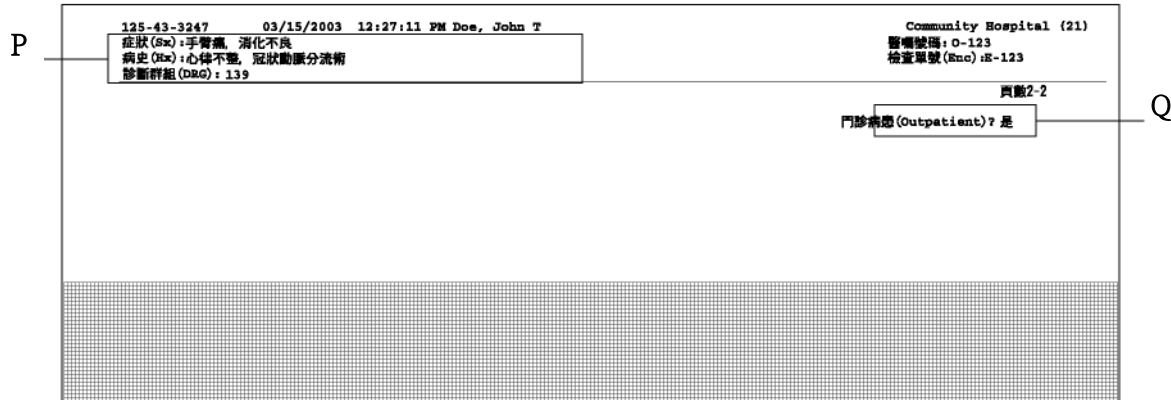 125-43-3247 03/15/2003 12:27:11 PM Doe, John T Community Hospital (21)
症狀(Sx):手臂痛, 消化不良 醫囑號碼: O-123
病史(Hx):心律不整, 冠狀動脈分流術 檢查單號(Enc):E-123
診斷群組(DRG): 139
頁數2-2
門診病患(Outpatient)? 是
P
Q